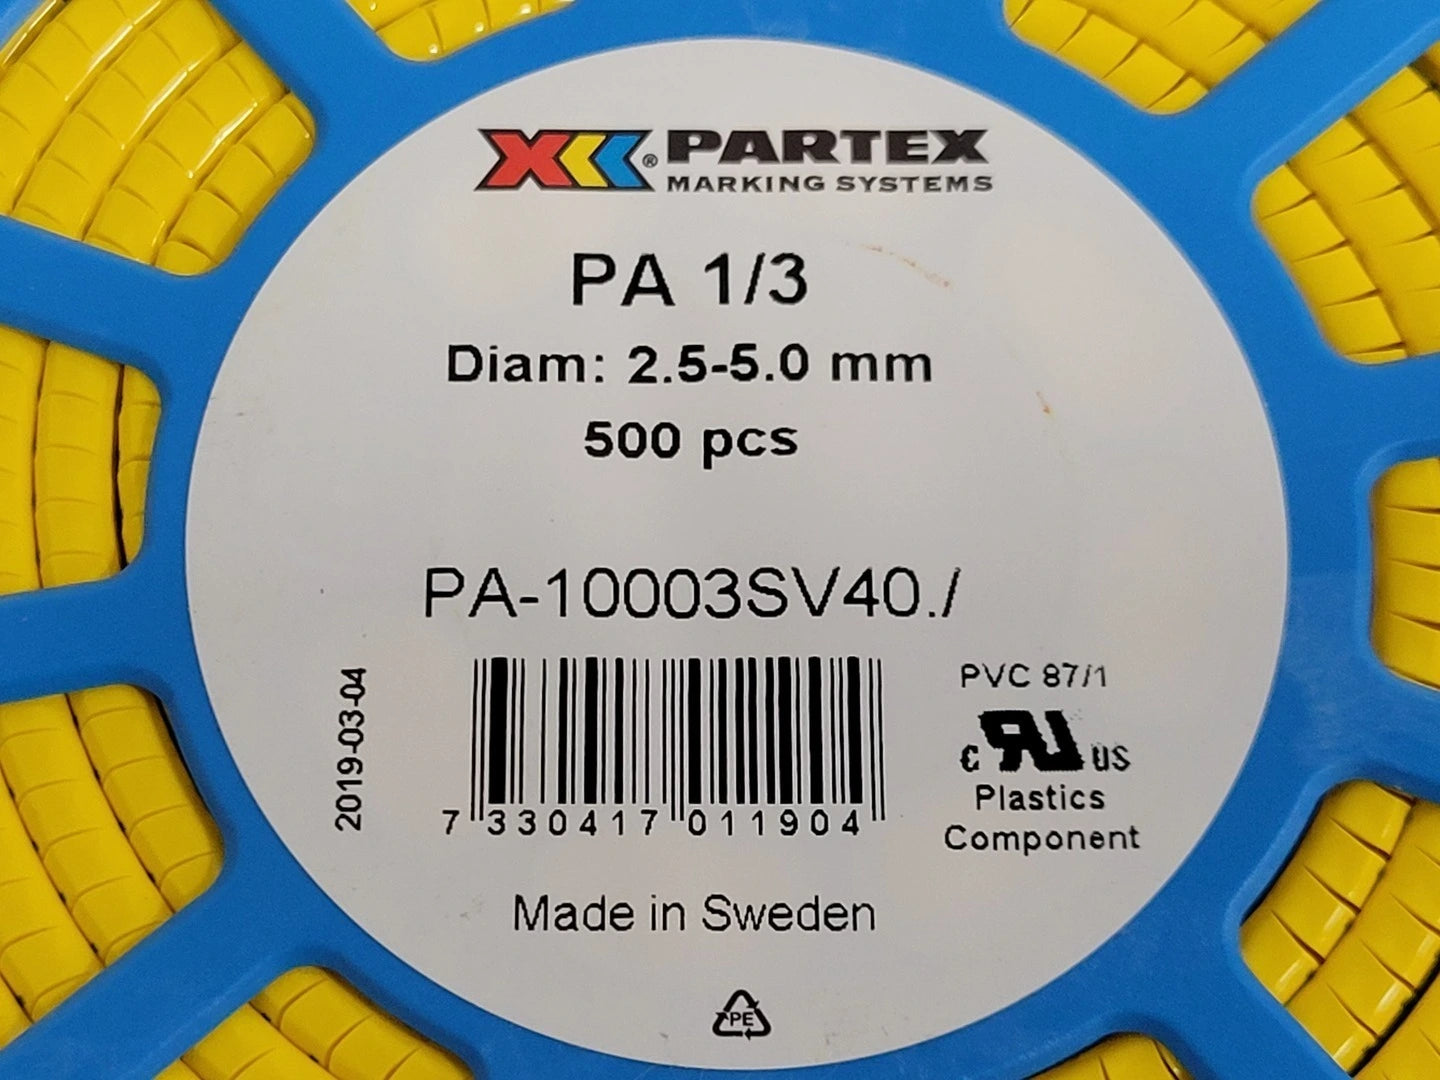 ® PARTEX
MARKING SYSTEMS
PA 1/3
Diam: 2.5-5.0 mm
500 pcs
PA-10003SV40./
2019-03-04
7 330417 011904
PVC 87/1
c RU US
Plastics
Component
Made in Sweden
PE